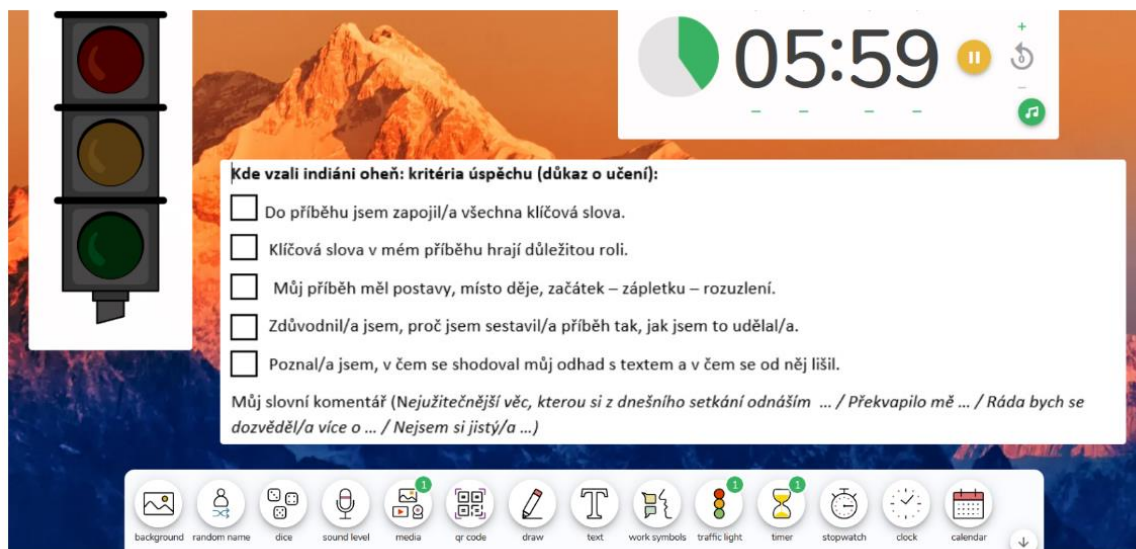 05:59
Kde vzali indiáni oheň: kritéria úspěchu (důkaz o učení):
Do příběhu jsem zapojil/a všechna klíčová slova.
Klíčová slova v mém příběhu hrají důležitou roli.
Můj příběh měl postavy, místo děje, začátek – zápletku – rozuzlení.
Zdůvodnil/a jsem, proč jsem sestavil/a příběh tak, jak jsem to udělal/a.
Poznal/a jsem, v čem se shodoval můj odhad s textem a v čem se od něj lišil.
Můj slovní komentář (Nejužitečnější věc, kterou si z dnešního setkání odnáším ... / Překvapilo mě ... / Ráda bych se
dozvěděl/a více o ... / Nejsem si jistý/a ...)
1 1 1
background random name dice sound level media qr code draw text work symbols traffic light timer stopwatch clock calendar